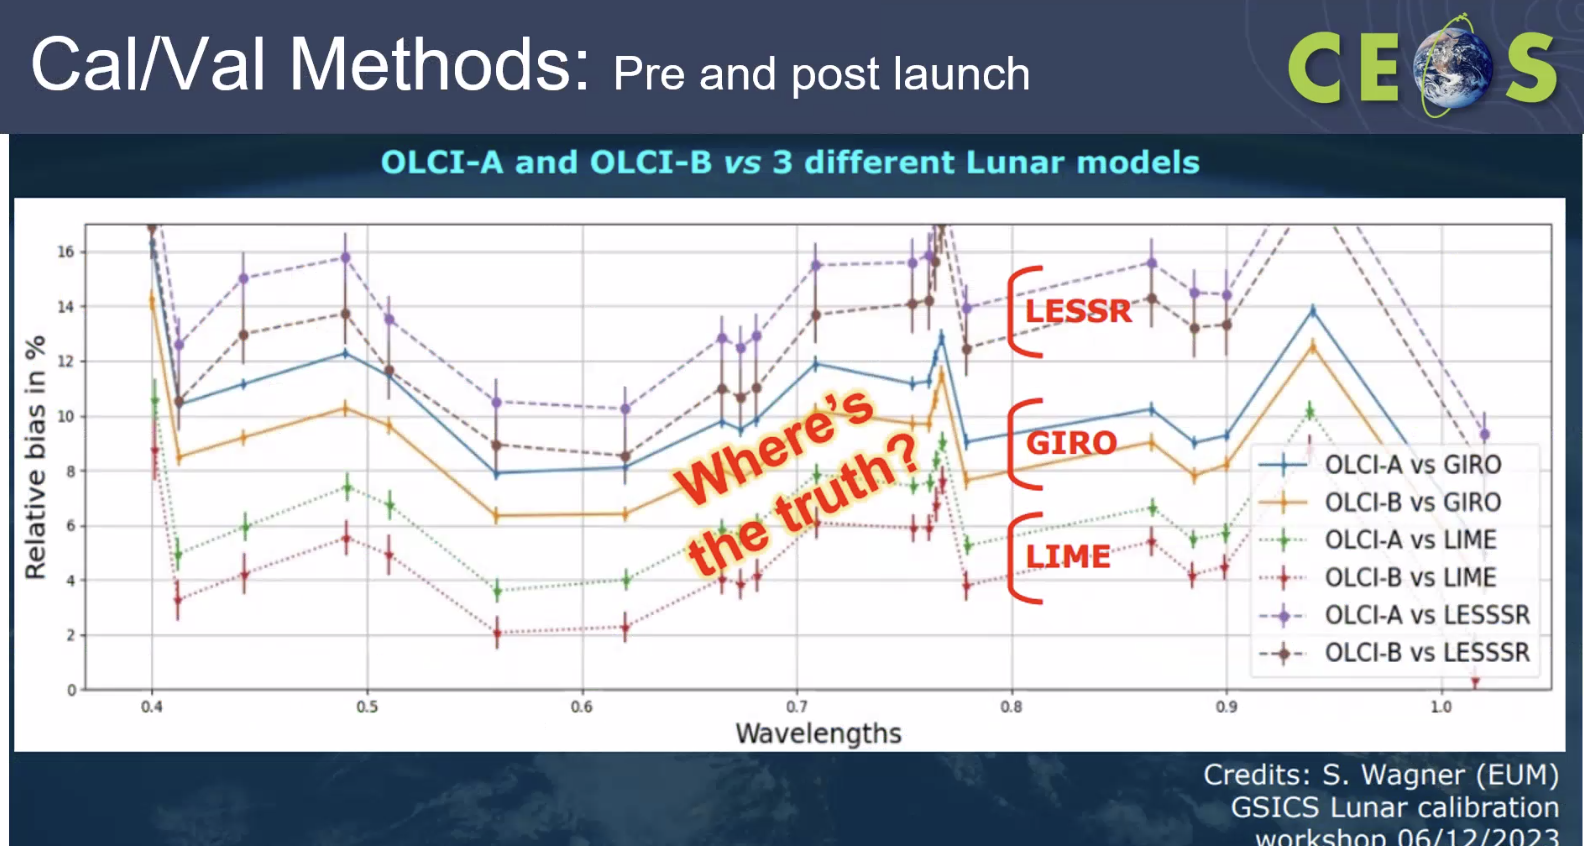 Cal/Val Methods: Pre and post launch
CEOS
OLCI-A and OLCI-B vs 3 different Lunar models
Relative bias in %
16
14
12
10
8
6
4
2
0
LESSR
GIRO
LIME
Where's
the truth?
OLCI-A vs GIRO
OLCI-B vs GIRO
OLCI-A vs LIME
OLCI-B vs LIME
OLCI-A vs LESSSR
OLCI-B vs LESSSR
0.4 0.5 0.6 0.7 0.8 0.9 1.0
Wavelengths
Credits: S. Wagner (EUM)
GSICS Lunar calibration
workshop 06/12/2023